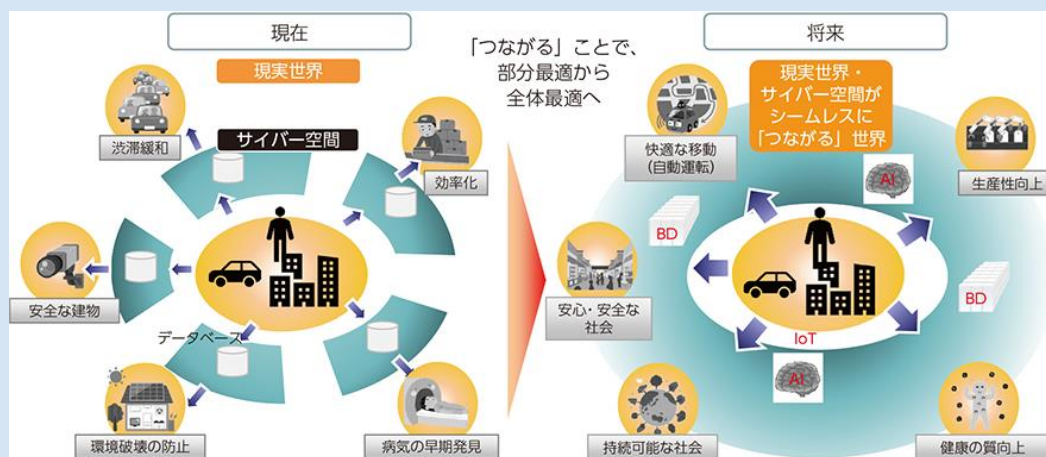 現在
現実世界
サイバー空間
渋滞緩和
効率化
安全な建物
データベース
環境破壊の防止
病気の早期発見
「つながる」ことで、
部分最適から
全体最適へ
将来
現実世界・
サイバー空間が
シームレスに
「つながる」世界
快適な移動
(自動運転)
AI
生産性向上
BD
BD
安心・安全な
社会
IoT
AI
持続可能な社会
健康の質向上